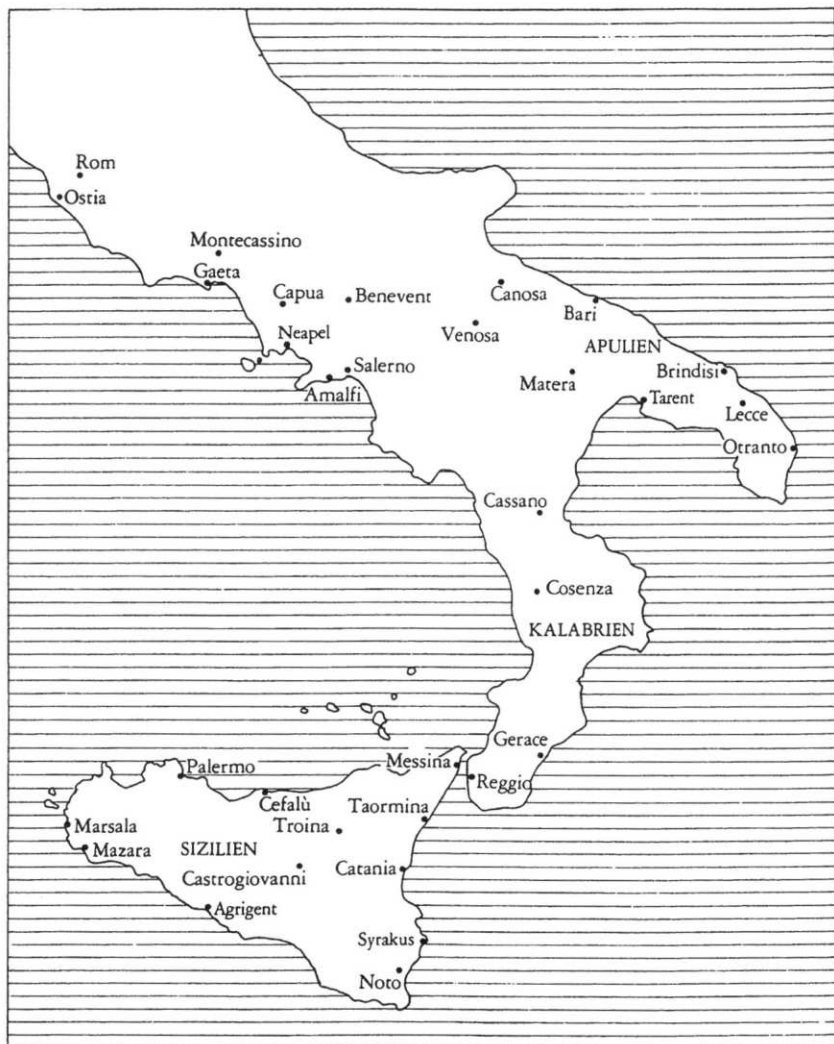 Rom
Ostia
Montecassino
Gaeta
Capua
Benevent
Canosa
Bari
Venosa
Neapel
APULIEN
Salerno
Matera
Brindisi
Amalfi
Tarent
Lecce
Otranto
Cassano
Cosenza
KALABRIEN
Gerace
Messina
Reggio
Palermo
Cefalù
Taormina
Troina
Marsala
Mazara
SIZILIEN
Castrogiovanni
Catania
Agrigent
Syrakus
Noto